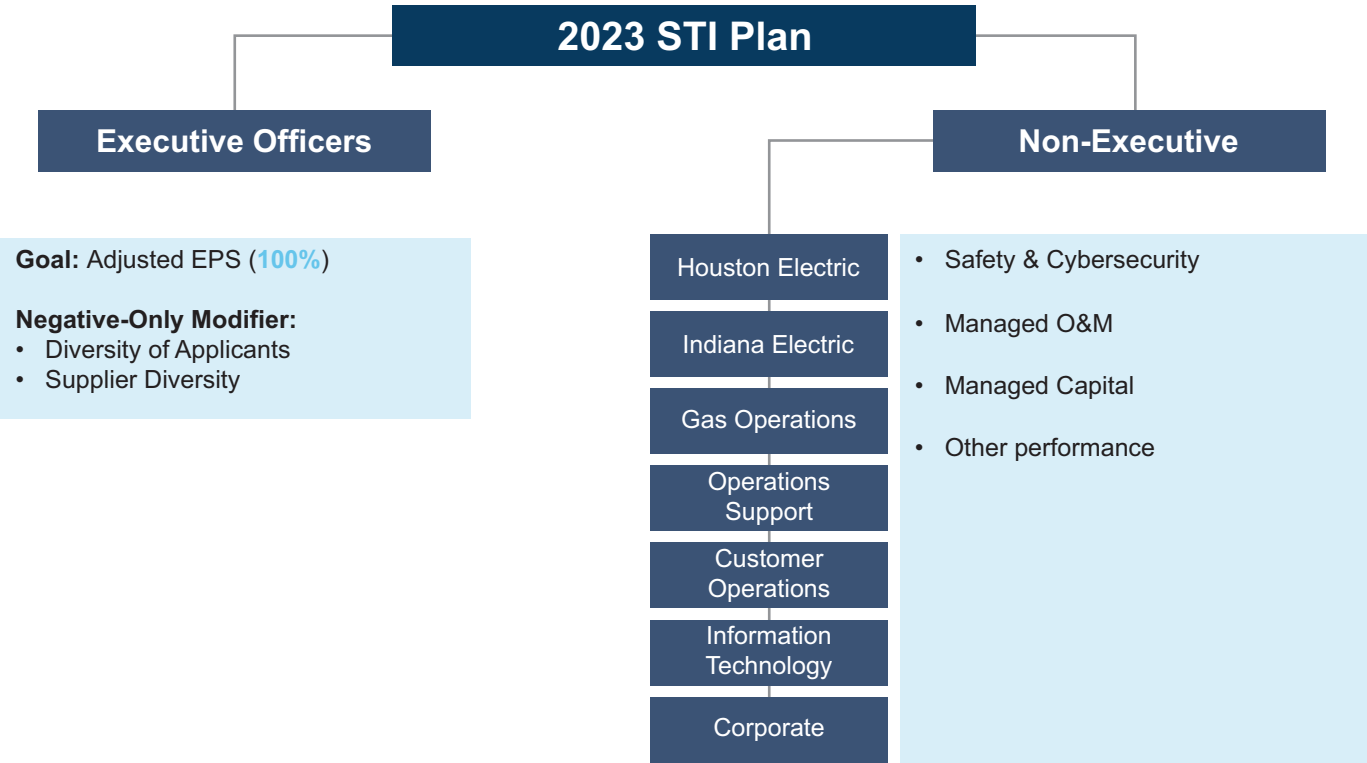 2023 STI Plan
Executive Officers
Non-Executive
Goal: Adjusted EPS (100%)
Negative-Only Modifier:
• Diversity of Applicants
• Supplier Diversity
Houston Electric
Indiana Electric
Gas Operations
Operations
Support
Customer
Operations
Information
Technology
Corporate
• Safety & Cybersecurity
• Managed O&M
• Managed Capital
• Other performance